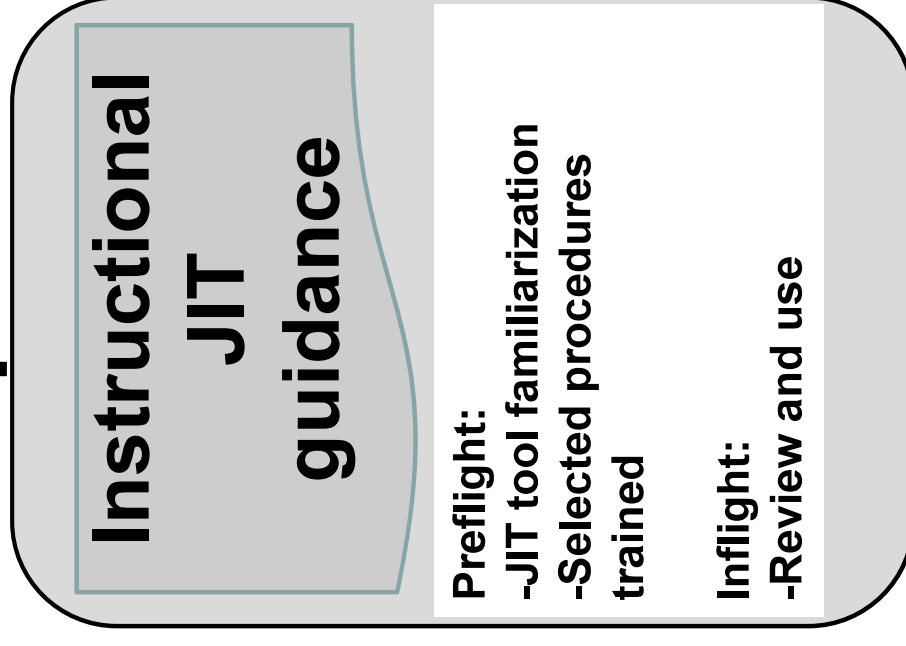 Instructional
JIT
guidance
Preflight:
-JIT tool familiarization
-Selected procedures
trained
Inflight:
-Review and use